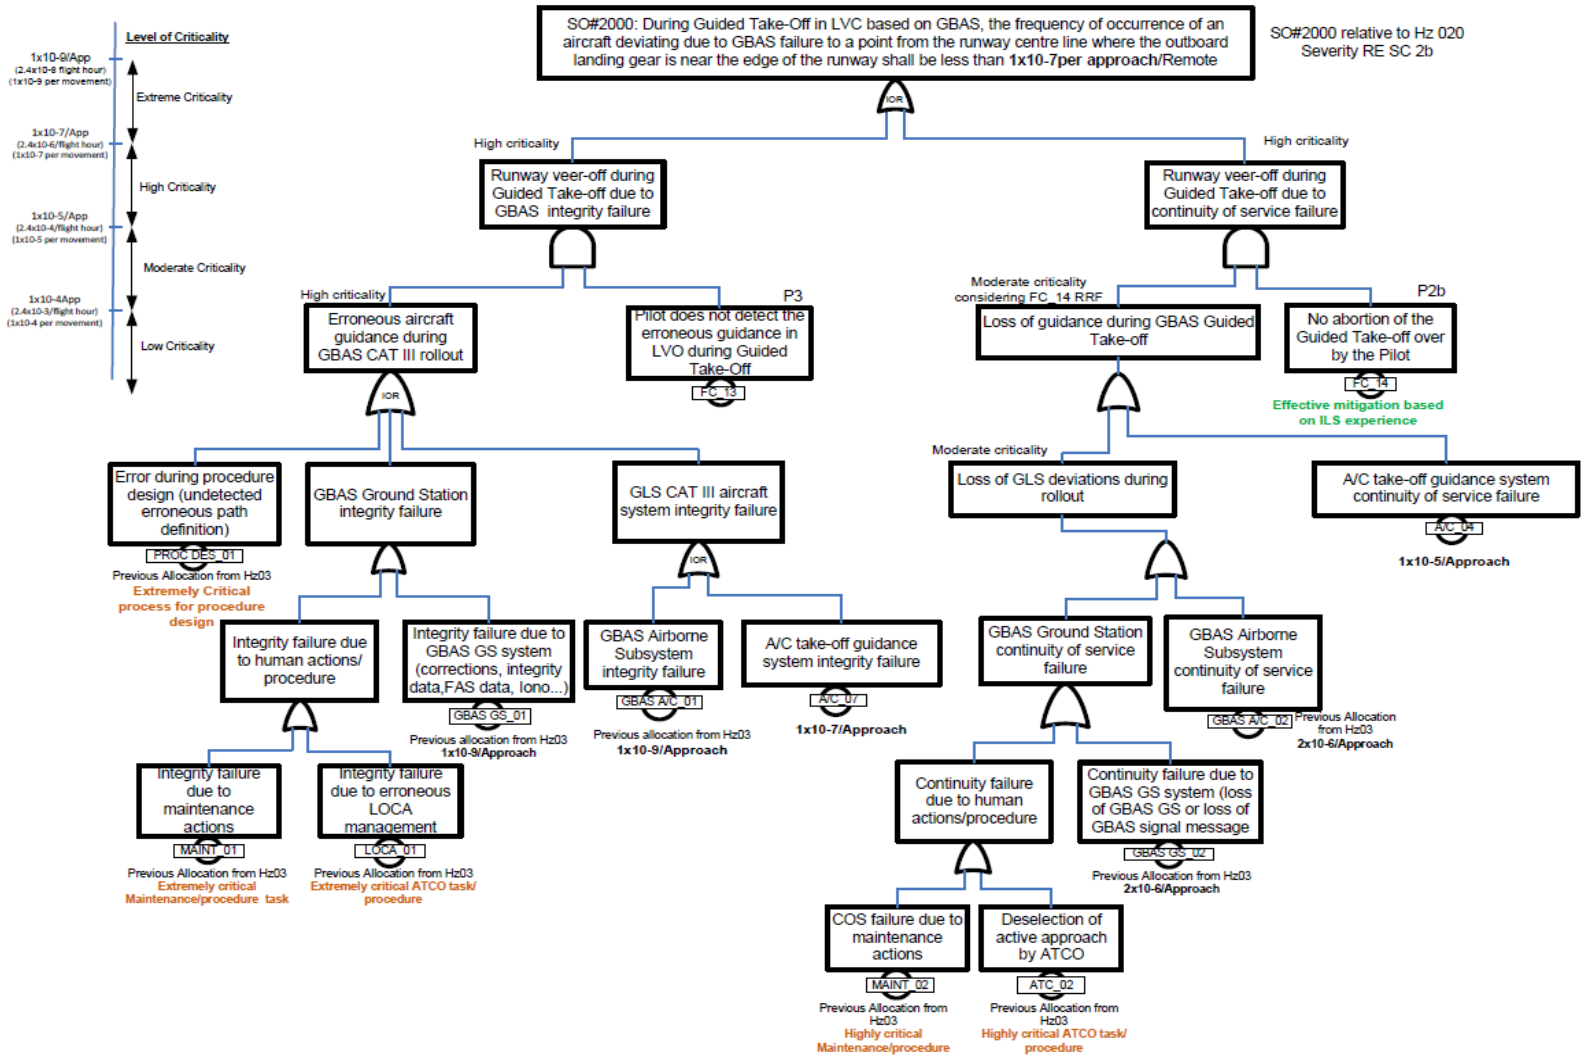 Level of Criticality
1x10-9/App
(2.4x10-8 flight hour)
(1x10-9 per movement)
Extreme Criticality
1x10-7/App
(2.4x10-6/flight hour)
(1x10-7 per movement)
High Criticality
1x10-5/App
(2.4x10-4/flight hour)
(1x10-5 per movement)
Moderate Criticality
1x10-4App
(2.4x10-3/flight hour)
(1x10-4 per movement)
Low Criticality
SO#2000: During Guided Take-Off in LVC based on GBAS, the frequency of occurrence of an
aircraft deviating due to GBAS failure to a point from the runway centre line where the outboard
landing gear is near the edge of the runway shall be less than 1x10-7per approach/Remote
SO#2000 relative to Hz 020
Severity RE SC 2b
IOR
High criticality
High criticality
Runway veer-off during
Guided Take-off due to
GBAS  integrity failure
Runway veer-off during
Guided Take-off due to
continuity of service failure
High criticality
Erroneous aircraft
guidance during
GBAS CAT III rollout
P3
Pilot does not detect the
erroneous guidance in
LVO during Guided
Take-Off
FC_13
Moderate criticality
considering FC_14 RRF
Loss of guidance during GBAS Guided
Take-off
P2b
No abortion of the
Guided Take-off over
by the Pilot
FC_14
Effective mitigation based
on ILS experience
IOR
Error during procedure
design (undetected
erroneous path
definition)
PROC DES_01
Previous Allocation from Hz03
Extremely Critical
process for procedure
design
GBAS Ground Station
integrity failure
GLS CAT III aircraft
system integrity failure
IOR
Moderate criticality
Loss of GLS deviations during
rollout
A/C take-off guidance system
continuity of service failure
A/C_04
1x10-5/Approach
Integrity failure due
to human actions/
procedure
Integrity failure due to
GBAS GS system
(corrections, integrity
data,FAS data, Iono...)
GBAS GS_01
Previous allocation from Hz03
1x10-9/Approach
GBAS Airborne
Subsystem
integrity failure
GBAS A/C_01
Previous allocation from Hz03
1x10-9/Approach
A/C take-off guidance
system integrity failure
A/C_07
1x10-7/Approach
GBAS Ground Station
continuity of service
failure
GBAS Airborne
Subsystem
continuity of service
failure
GBAS A/C_02
Previous Allocation
from Hz03
2x10-6/Approach
Integrity failure
due to
maintenance
actions
MAINT_01
Previous Allocation from Hz03
Extremely critical
Maintenance/procedure  task
Integrity failure
due to erroneous
LOCA
management
LOCA_01
Previous Allocation from Hz03
Extremely critical ATCO task/
procedure
Continuity failure
due to human
actions/procedure
Continuity failure due to
GBAS GS system (loss
of GBAS GS or loss of
GBAS signal message
GBAS GS_02
Previous Allocation from Hz03
2x10-6/Approach
COS failure due to
maintenance
actions
MAINT_02
Previous Allocation from
Hz03
Highly critical
Maintenance/procedure
Deselection of
active approach
by ATCO
ATC_02
Previous Allocation from
Hz03
Highly critical ATCO task/
procedure